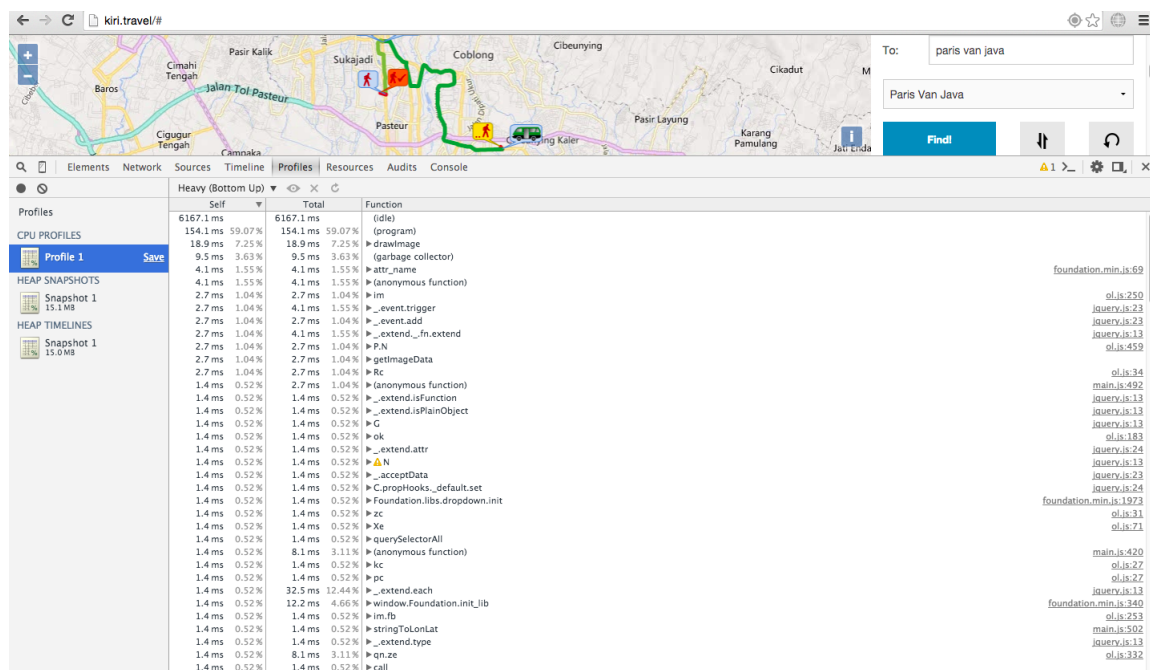 kiri.travel/#
Cibeunying
Pasir Kalik
Coblong
Sukajadi
Cimahi
Tengah
Cikadut
M
Baros
Jalan Tol Pasteur
Pasteur
Pasir Layung
Cigugur
Tengah
Karang
Pamulang
Campaka
To:
paris van java
Paris Van Java
Find!
Elements Network Sources Timeline Profiles Resources Audits Console
1
Heavy (Bottom Up)
Profiles
CPU PROFILES
Profile 1 Save
HEAP SNAPSHOTS
Snapshot 1
15.1 MB
HEAP TIMELINES
Snapshot 1
15.0 MB
Self Total Function
6167.1 ms 6167.1 ms (idle)
154.1 ms 59.07 % 154.1 ms 59.07 % (program)
18.9 ms 7.25 % 18.9 ms 7.25 % drawImage
9.5 ms 3.63 % 9.5 ms 3.63 % (garbage collector)
4.1 ms 1.55 % 4.1 ms 1.55 % attr_name foundation.min.js:69
4.1 ms 1.55 % 4.1 ms 1.55 % (anonymous function)
2.7 ms 1.04 % 2.7 ms 1.04 % im ol.js:250
2.7 ms 1.04 % 4.1 ms 1.55 % _.event.trigger jquery.js:23
2.7 ms 1.04 % 2.7 ms 1.04 % _.event.add jquery.js:23
2.7 ms 1.04 % 4.1 ms 1.55 % _.extend._.fn.extend jquery.js:13
2.7 ms 1.04 % 2.7 ms 1.04 % P.N ol.js:459
2.7 ms 1.04 % 2.7 ms 1.04 % getImageData
2.7 ms 1.04 % 2.7 ms 1.04 % Rc ol.js:34
1.4 ms 0.52 % 2.7 ms 1.04 % (anonymous function) main.js:492
1.4 ms 0.52 % 1.4 ms 0.52 % _.extend.isFunction jquery.js:13
1.4 ms 0.52 % 1.4 ms 0.52 % _.extend.isPlainObject jquery.js:13
1.4 ms 0.52 % 1.4 ms 0.52 % G jquery.js:13
1.4 ms 0.52 % 1.4 ms 0.52 % ok ol.js:183
1.4 ms 0.52 % 1.4 ms 0.52 % _.extend.attr jquery.js:24
1.4 ms 0.52 % 1.4 ms 0.52 % N jquery.js:13
1.4 ms 0.52 % 1.4 ms 0.52 % _.acceptData jquery.js:23
1.4 ms 0.52 % 1.4 ms 0.52 % C.propHooks._default.set jquery.js:24
1.4 ms 0.52 % 1.4 ms 0.52 % Foundation.libs.dropdown.init foundation.min.js:1973
1.4 ms 0.52 % 1.4 ms 0.52 % zc ol.js:31
1.4 ms 0.52 % 1.4 ms 0.52 % Xe ol.js:71
1.4 ms 0.52 % 1.4 ms 0.52 % querySelectorAll
1.4 ms 0.52 % 8.1 ms 3.11 % (anonymous function) main.js:420
1.4 ms 0.52 % 1.4 ms 0.52 % kc ol.js:27
1.4 ms 0.52 % 1.4 ms 0.52 % pc ol.js:27
1.4 ms 0.52 % 32.5 ms 12.44 % _.extend.each jquery.js:13
1.4 ms 0.52 % 12.2 ms 4.66 % window.Foundation.init_lib foundation.min.js:340
1.4 ms 0.52 % 1.4 ms 0.52 % im.fb ol.js:253
1.4 ms 0.52 % 1.4 ms 0.52 % stringToLonLat main.js:502
1.4 ms 0.52 % 1.4 ms 0.52 % _.extend.type jquery.js:13
1.4 ms 0.52 % 8.1 ms 3.11 % qn.ze ol.js:332
1.4 ms 0.52 % 1.4 ms 0.52 % call